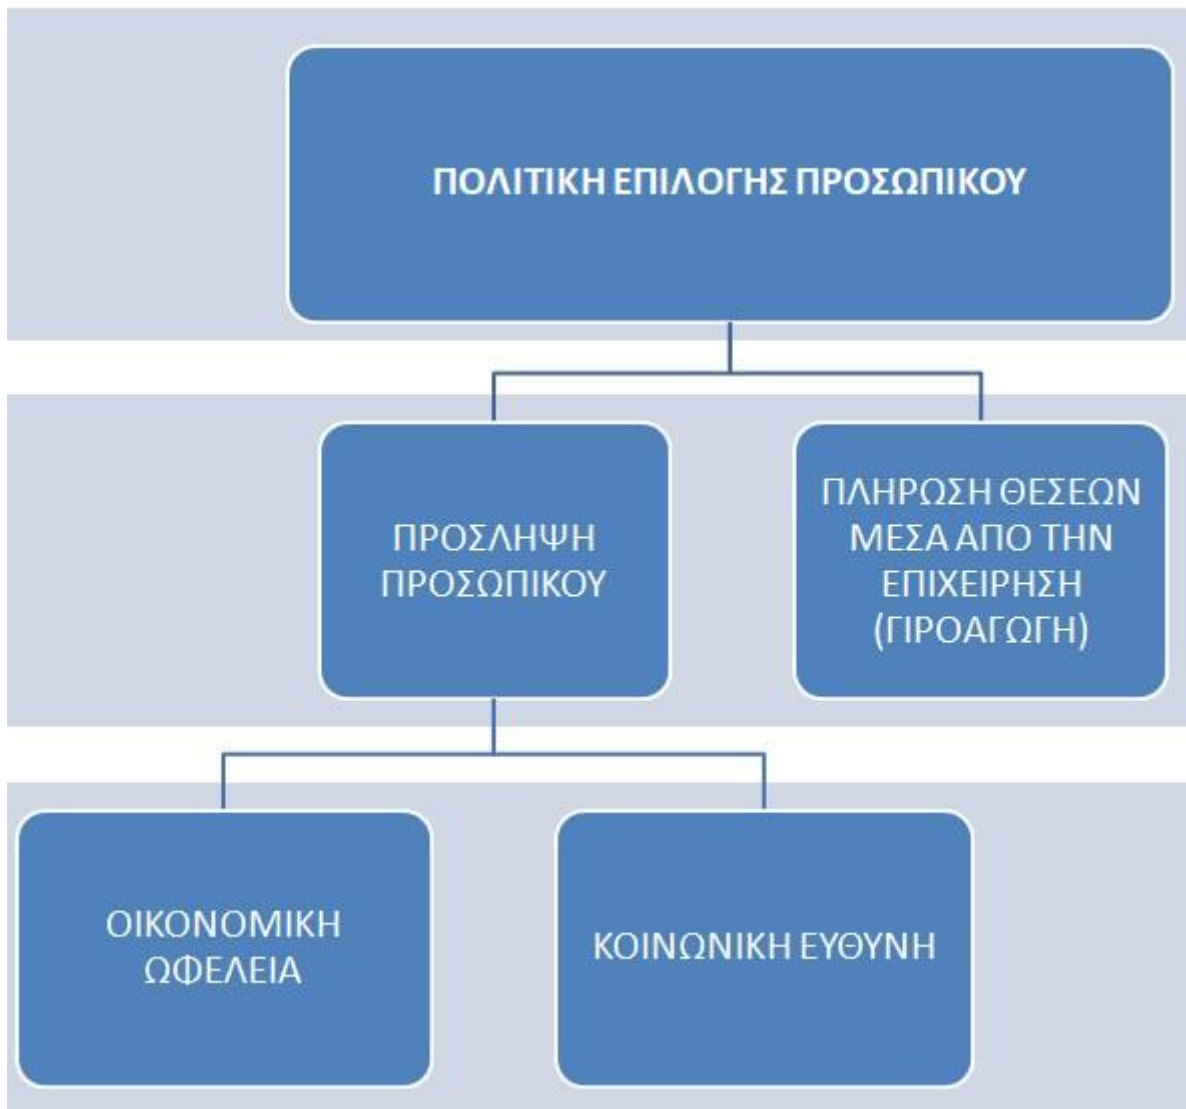 ΠΟΛΙΤΙΚΗ ΕΠΙΛΟΓΗΣ ΠΡΟΣΩΠΙΚΟΥ
ΠΡΟΣΛΗΨΗ
ΠΡΟΣΩΠΙΚΟΥ
ΠΛΗΡΩΣΗ ΘΕΣΕΩΝ
ΜΕΣΑ ΑΠΟ ΤΗΝ
ΕΠΙΧΕΙΡΗΣΗ
(ΓΙΡΟΑΓΩΓΗ)
ΟΙΚΟΝΟΜΙΚΗ
ΩΦΕΛΕΙΑ
ΚΟΙΝΩΝΙΚΗ ΕΥΘΥΝΗ